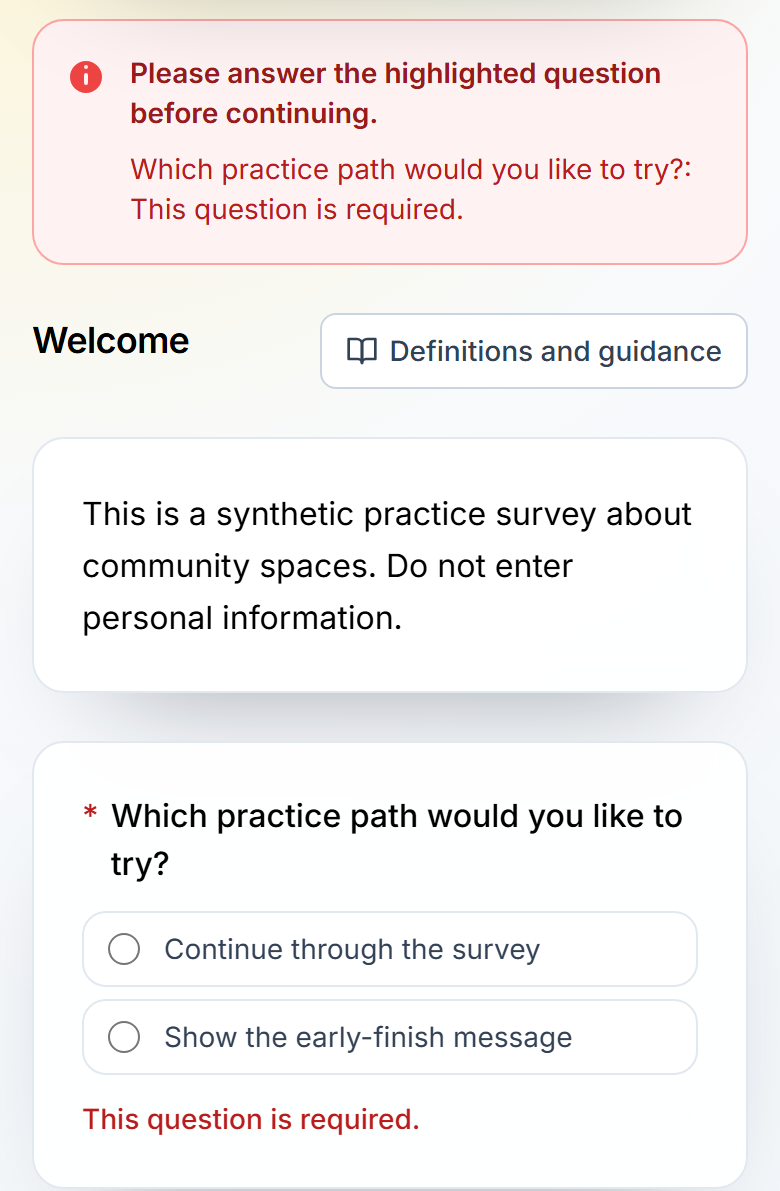 Please answer the highlighted question
before continuing.
Which practice path would you like to try?:
This question is required.
Welcome
Definitions and guidance
This is a synthetic practice survey about
community spaces. Do not enter
personal information.
* Which practice path would you like to
try?
Continue through the survey
Show the early-finish message
This question is required.